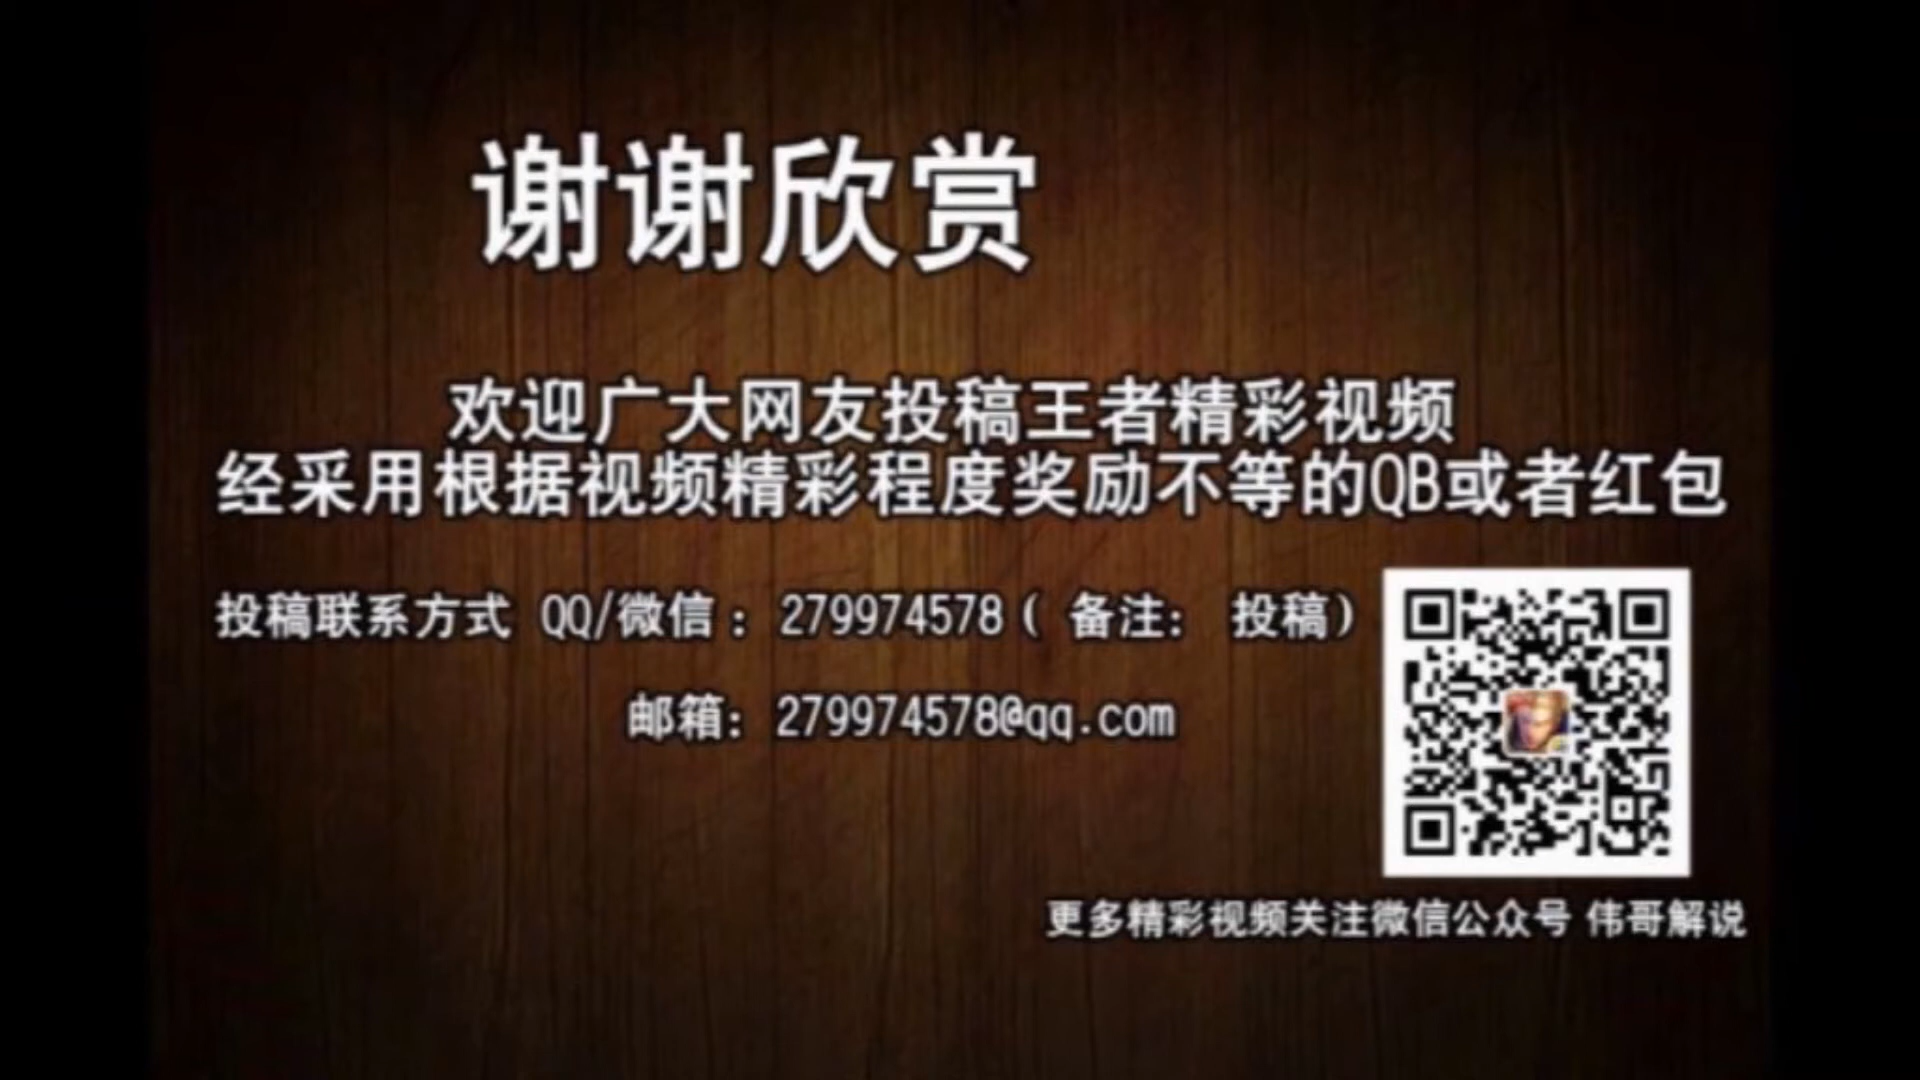 谢谢欣赏
欢迎广大网友投稿王者精彩视频
经采用根据视频精彩程度奖励不等的QB或者红包
投稿联系方式 QQ/微信：279974578（ 备注： 投稿）
邮箱：279974578@qq.com
更多精彩视频关注微信公众号 伟哥解说